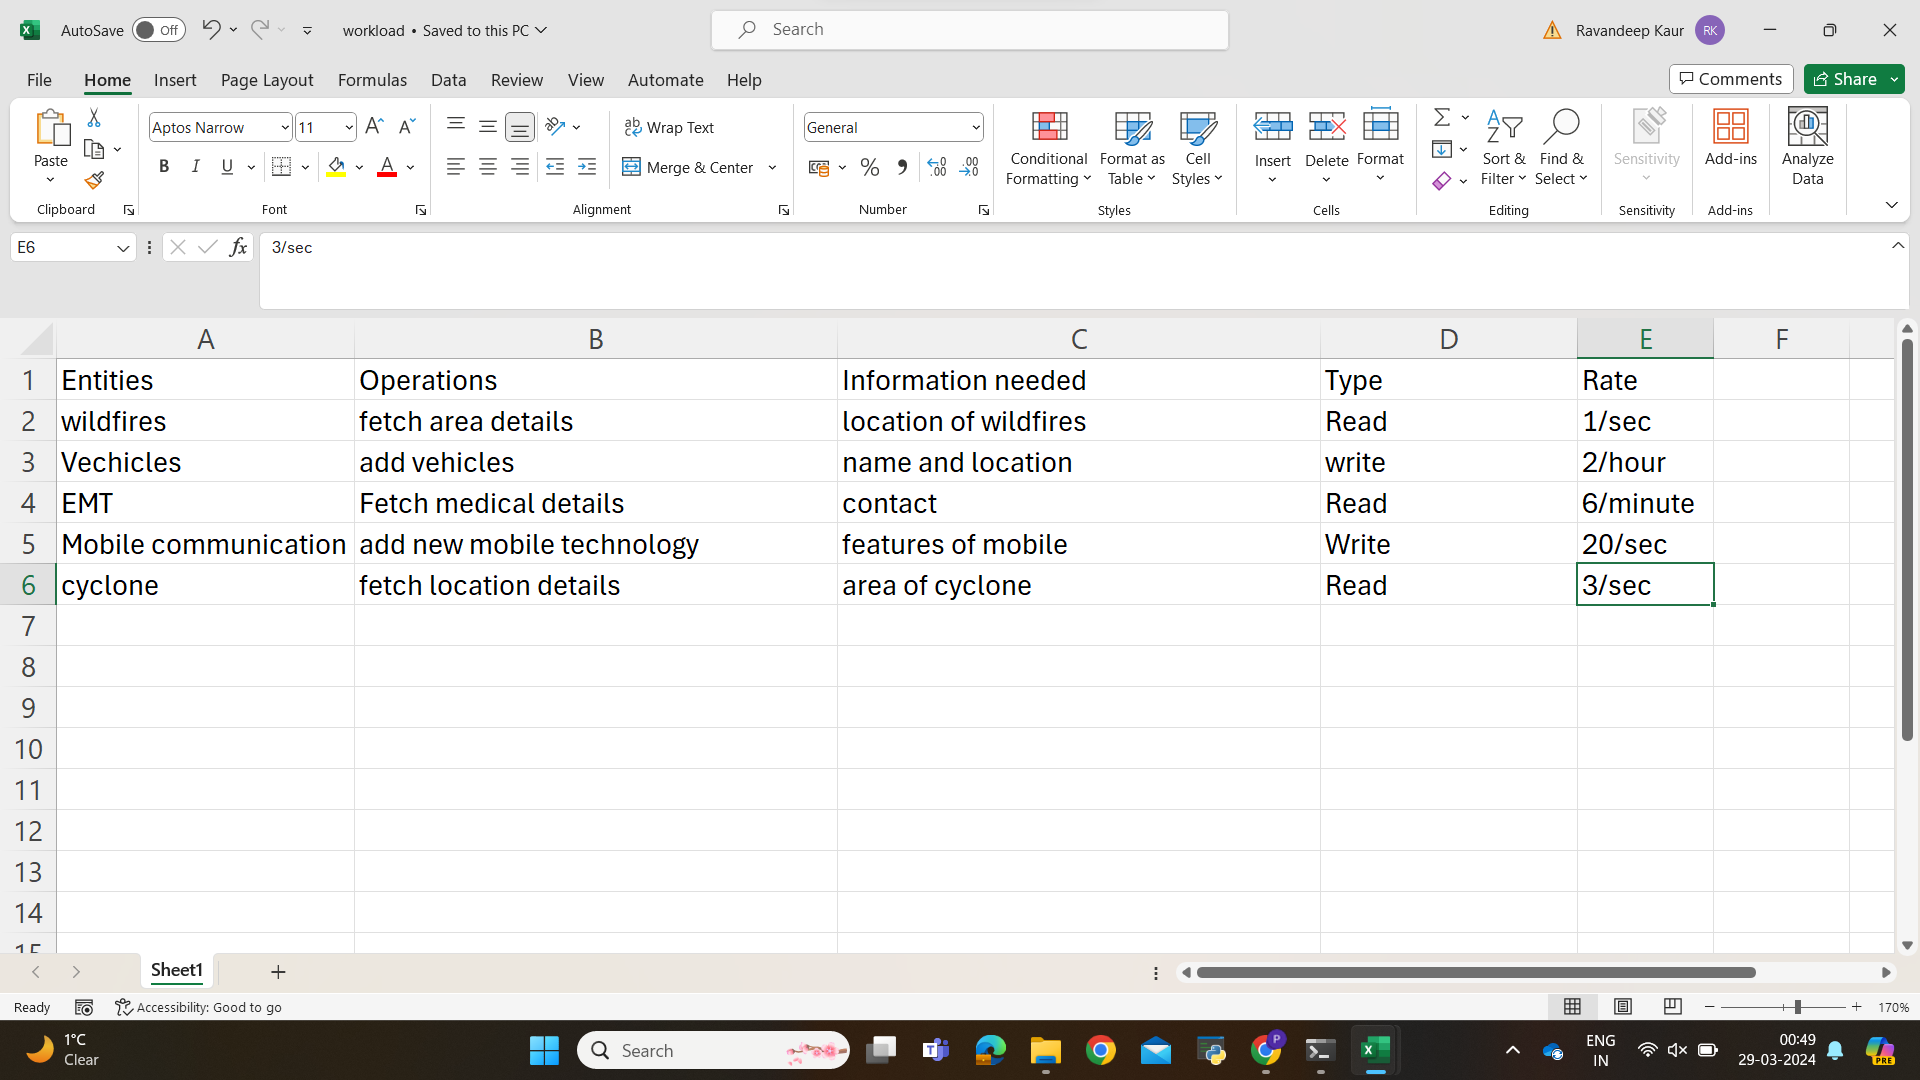 AutoSave Off workload • Saved to this PC Search Ravandeep Kaur RK
File Home Insert Page Layout Formulas Data Review View Automate Help Comments Share
Paste
Clipboard
Aptos Narrow 11
B I U A
Font
Wrap Text
Merge & Center
Alignment
General
% 9 .00
Number
Conditional Formatting
Format as Table
Cell Styles
Styles
Insert Delete Format
Cells
Sort & Filter
Find & Select
Editing
Sensitivity
Sensitivity
Add-ins
Add-ins
Analyze Data
E6 fx 3/sec
A B C D E F
1 Entities Operations Information needed Type Rate
2 wildfires fetch area details location of wildfires Read 1/sec
3 Vechicles add vehicles name and location write 2/hour
4 EMT Fetch medical details contact Read 6/minute
5 Mobile communication add new mobile technology features of mobile Write 20/sec
6 cyclone fetch location details area of cyclone Read 3/sec
7
8
9
10
11
12
13
14
15
Sheet1
Ready Accessibility: Good to go 170%
1°C
Clear
Search
ENG
IN
00:49
29-03-2024
PRE